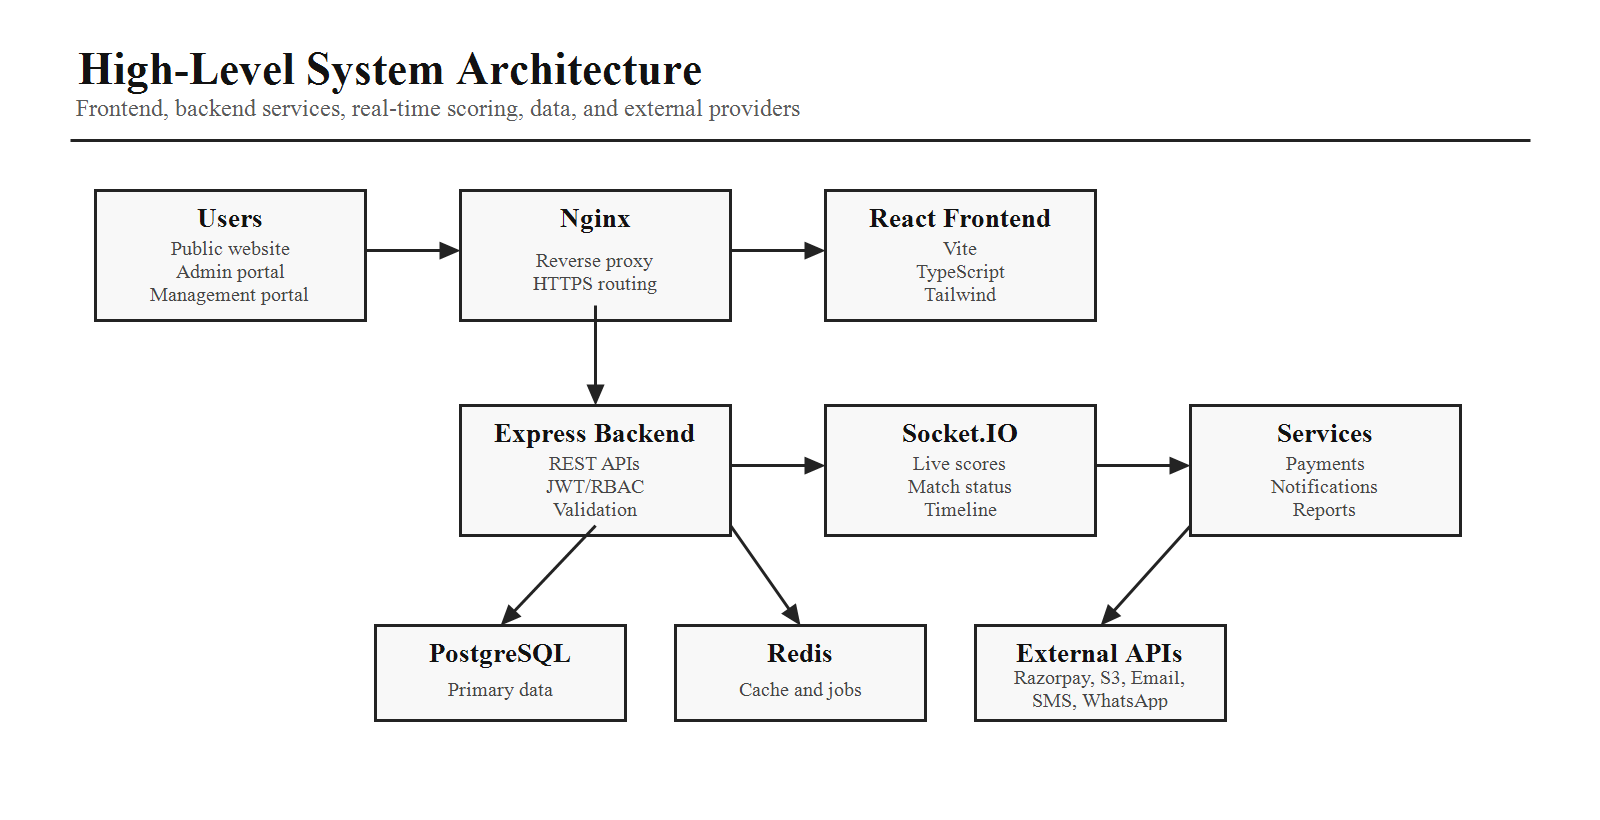 High-Level System Architecture
Frontend, backend services, real-time scoring, data, and external providers
Users
Public website
Admin portal
Management portal
Nginx
Reverse proxy
HTTPS routing
React Frontend
Vite
TypeScript
Tailwind
Express Backend
REST APIs
JWT/RBAC
Validation
Socket.IO
Live scores
Match status
Timeline
Services
Payments
Notifications
Reports
PostgreSQL
Primary data
Redis
Cache and jobs
External APIs
Razorpay, S3, Email,
SMS, WhatsApp